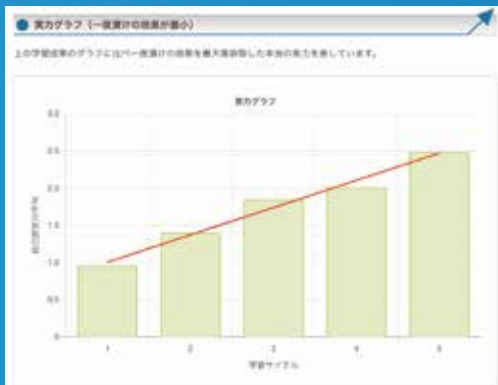 実力グラフ（一夜漬けの効果が最小）
上の学習成果のグラフに比べ一夜漬けの効果を最大限排除した本当の実力を表しています。
実力グラフ
3.0
2.5
2.0
1.5
1.0
0.5
0
1 2 3 4 5
学習サイクル